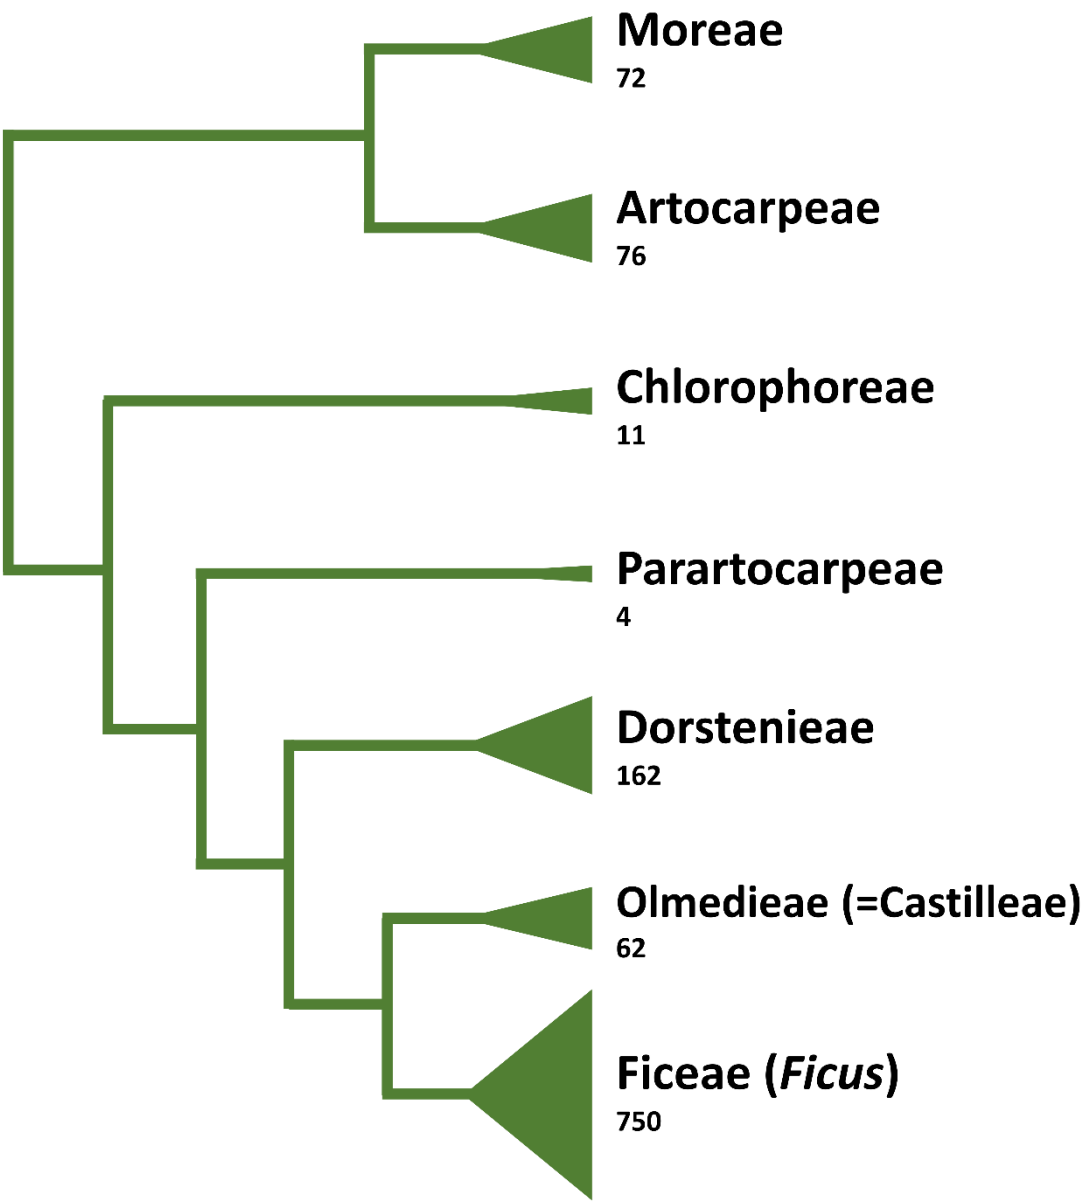 Moreae
72
Artocarpeae
76
Chlorophoreae
11
Parartocarpeae
4
Dorstenieae
162
Olmedieae (=Castilleae)
62
Ficeae (Ficus)
750